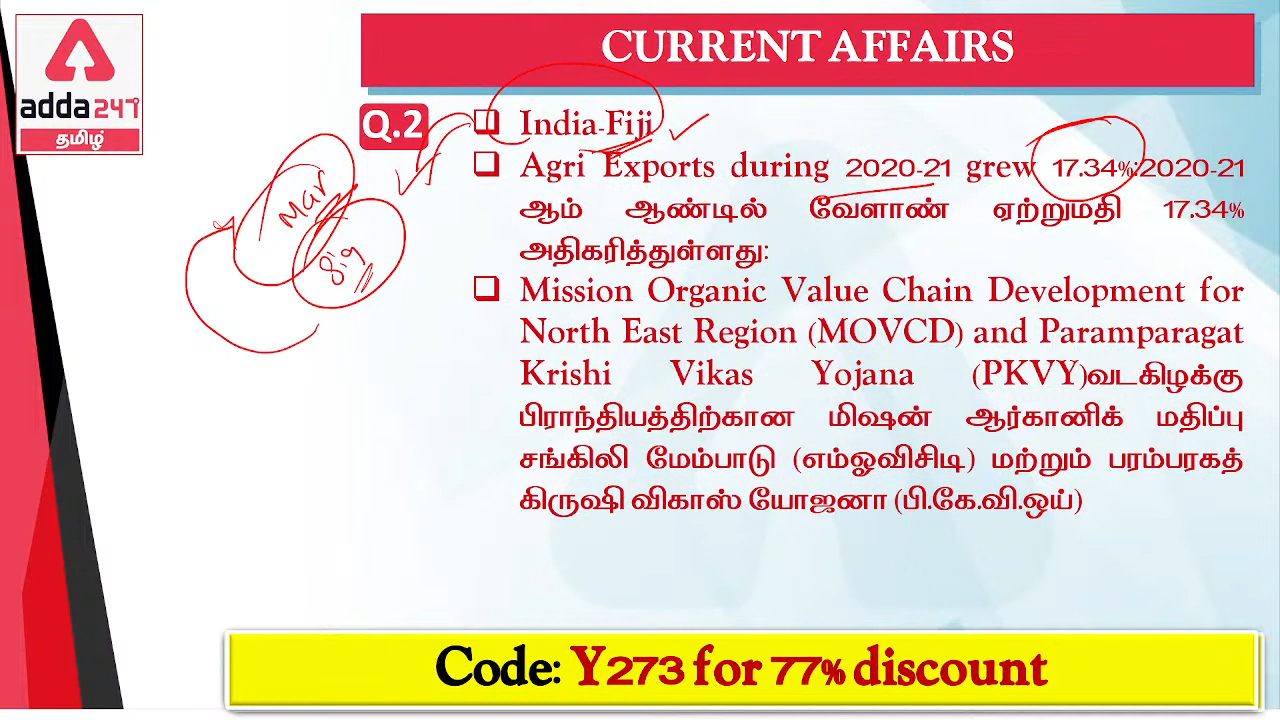 CURRENT AFFAIRS
adda247
தமிழ்
Q.2
India-Fiji
Agri Exports during 2020-21 grew 17.34%:2020-21
ஆம் ஆண்டில் வேளாண் ஏற்றுமதி 17.34%
அதிகரித்துள்ளது:
Mission Organic Value Chain Development for
North East Region (MOVCD) and Paramparagat
Krishi Vikas Yojana (PKVY)வடகிழக்கு
பிராந்தியத்திற்கான மிஷன் ஆர்கானிக் மதிப்பு
சங்கிலி மேம்பாடு (எம்ஓவிசிடி) மற்றும் பரம்பரகத்
கிருஷி விகாஸ் யோஜனா (பி.கே.வி.ஒய்)
Mar
Code: Y273 for 77% discount